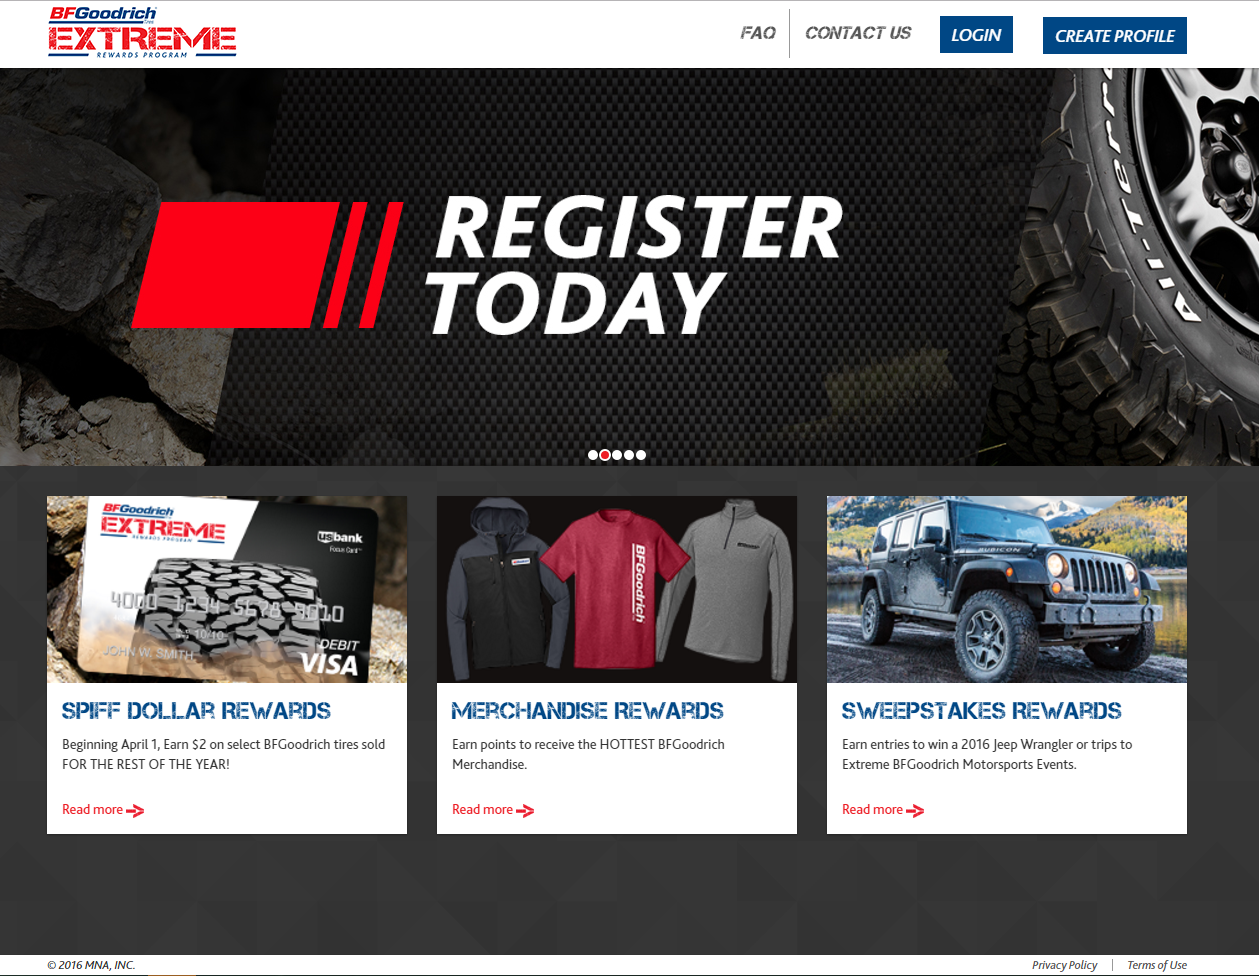 BFGoodrich
EXTREME
REWARDS PROGRAM
FAQ
CONTACT US
LOGIN
CREATE PROFILE
REGISTER
TODAY
All-Terra
BFGoodrich
EXTREME
REWARDS PROGRAM
usbank
Focus Card
4000 1234 5678 9010
10/10
JOHN W. SMITH
DEBIT
VISA
BFGoodrich
RUBICON
SPIFF DOLLAR REWARDS
Beginning April 1, Earn $2 on select BFGoodrich tires sold
FOR THE REST OF THE YEAR!
Read more
MERCHANDISE REWARDS
Earn points to receive the HOTTEST BFGoodrich
Merchandise.
Read more
SWEEPSTAKES REWARDS
Earn entries to win a 2016 Jeep Wrangler or trips to
Extreme BFGoodrich Motorsports Events.
Read more
© 2016 MNA, INC.
Privacy Policy
Terms of Use